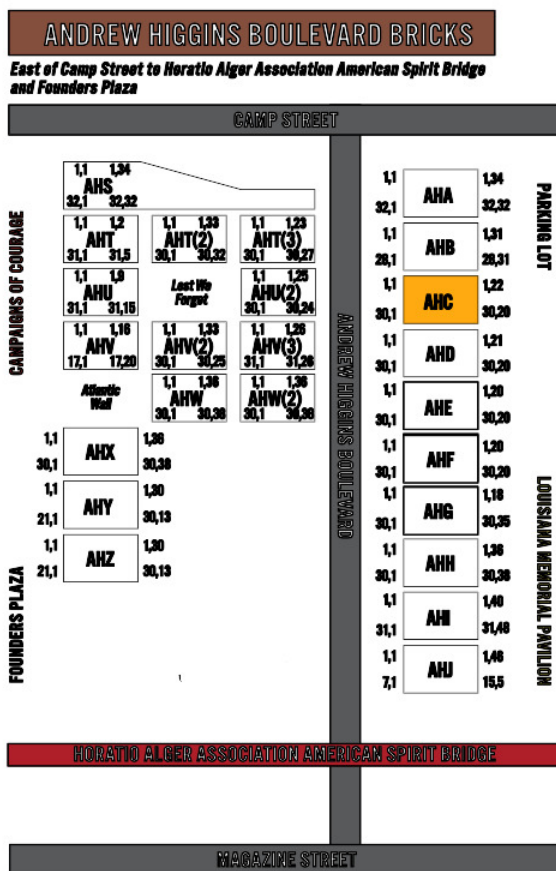 ANDREW HIGGINS BOULEVARD BRICKS
East of Camp Street to Horatio Alger Association American Spirit Bridge
and Founders Plaza
CAMP STREET
1,1 1,34
AHS
32,1 32,32
1,1 1,2
AHT
31,1 31,5
1,1 1,33
AHT(2)
30,1 30,32
1,1 1,23
AHT(3)
30,1 30,27
1,1 1,9
AHU
31,1 31,15
Lest We
Forget
1,1 1,25
AHU(2)
30,1 30,24
1,1 1,16
AHV
17,1 17,20
1,1 1,33
AHV(2)
30,1 30,25
1,1 1,26
AHV(3)
31,1 31,26
Atlantic
Wall
1,1 1,36
AHW
30,1 30,36
1,1 1,36
AHW(2)
30,1 30,36
1,1 1,36
AHX
30,1 30,38
1,1 1,30
AHY
21,1 30,13
1,1 1,30
AHZ
21,1 30,13
CAMPAIGNS OF COURAGE
FOUNDERS PLAZA
ANDREW HIGGINS BOULEVARD
1,1 1,34
AHA
32,1 32,32
1,1 1,31
AHB
28,1 28,31
1,1 1,22
AHC
30,1 30,20
1,1 1,21
AHD
30,1 30,20
1,1 1,20
AHE
30,1 30,20
1,1 1,20
AHF
30,1 30,20
1,1 1,18
AHG
30,1 30,35
1,1 1,36
AHH
30,1 30,36
1,1 1,40
AHI
31,1 31,48
1,1 1,46
AHJ
7,1 15,5
PARKING LOT
LOUISIANA MEMORIAL PAVILION
HORATIO ALGER ASSOCIATION AMERICAN SPIRIT BRIDGE
MAGAZINE STREET